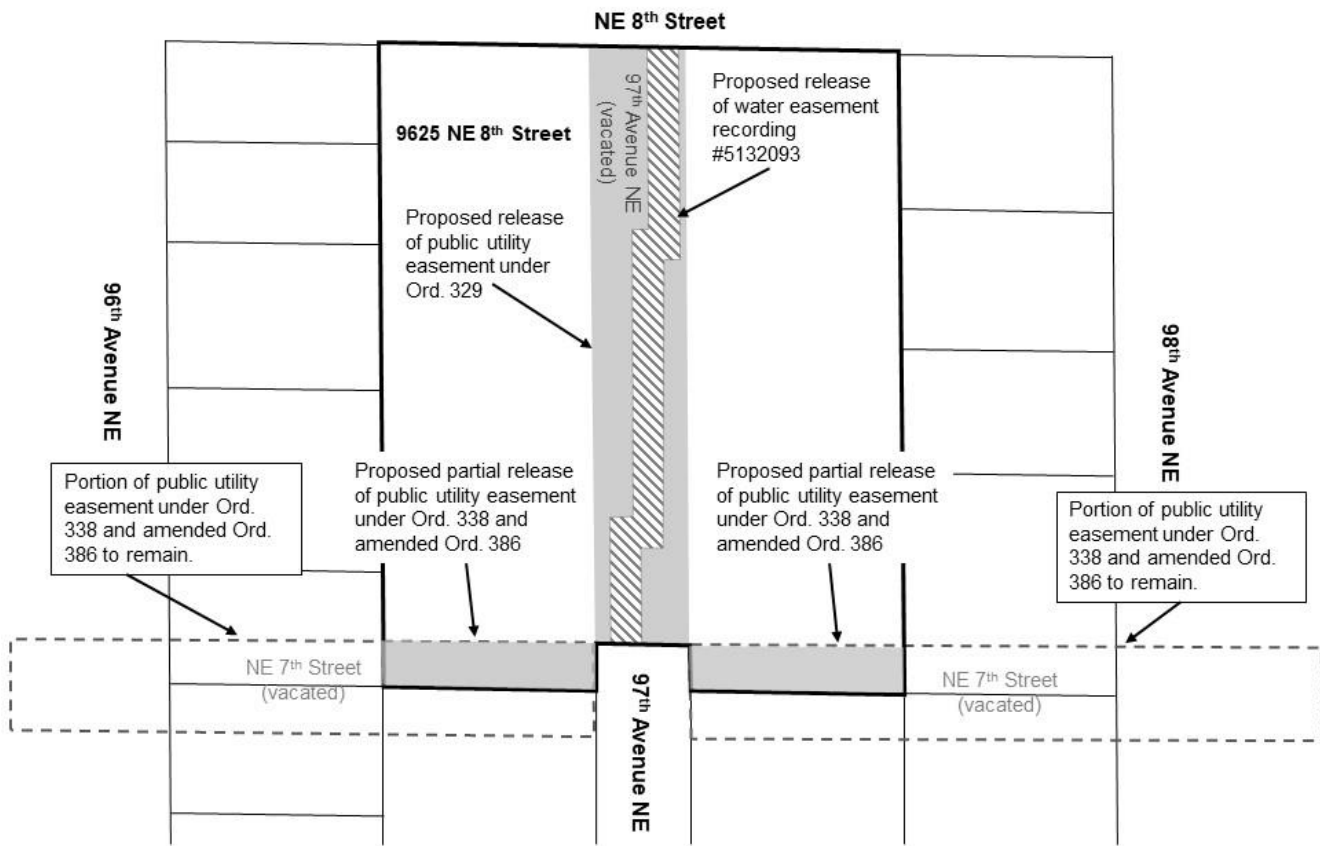 NE 8th Street
97th Avenue NE
(vacated)
Proposed release
of water easement
recording
#5132093
9625 NE 8th Street
Proposed release
of public utility
easement under
Ord. 329
96th Avenue NE
98th Avenue NE
Portion of public utility
easement under Ord.
338 and amended Ord.
386 to remain.
Proposed partial release
of public utility easement
under Ord. 338 and
amended Ord. 386
Proposed partial release
of public utility easement
under Ord. 338 and
amended Ord. 386
Portion of public utility
easement under Ord.
338 and amended Ord.
386 to remain.
NE 7th Street
(vacated)
97th Avenue NE
NE 7th Street
(vacated)